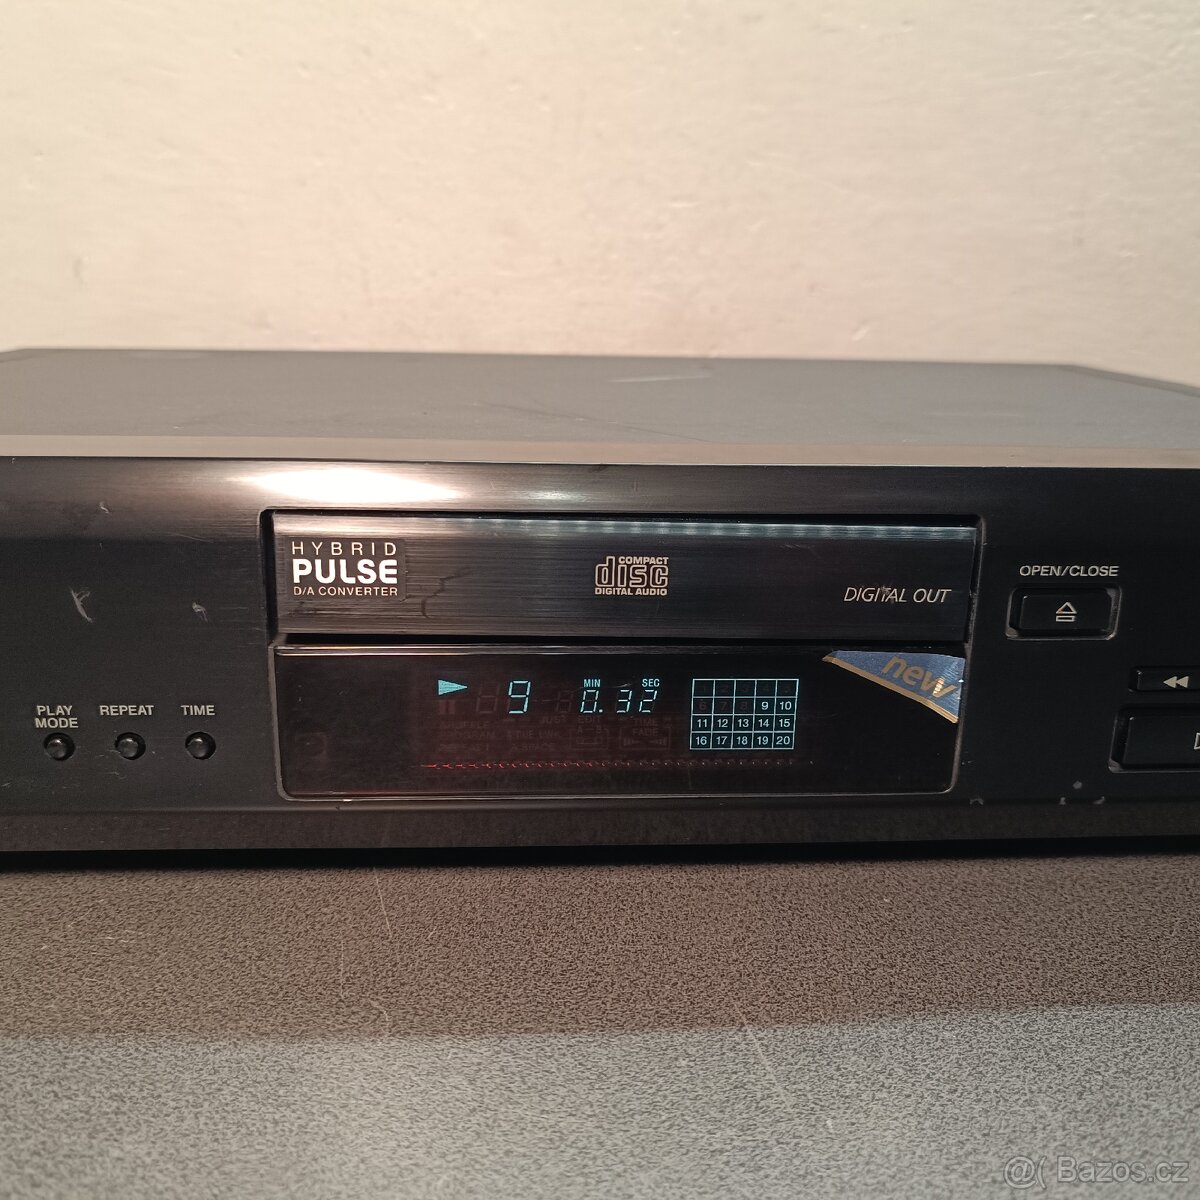 HYBRID
PULSE
D/A CONVERTER
COMPACT
disc
DIGITAL AUDIO
DIGITAL OUT
OPEN/CLOSE
new
PLAY
MODE
REPEAT
TIME
MIN SEC
9 0.32
9 10
11 12 13 14 15
16 17 18 19 20
@( Bazos.cz